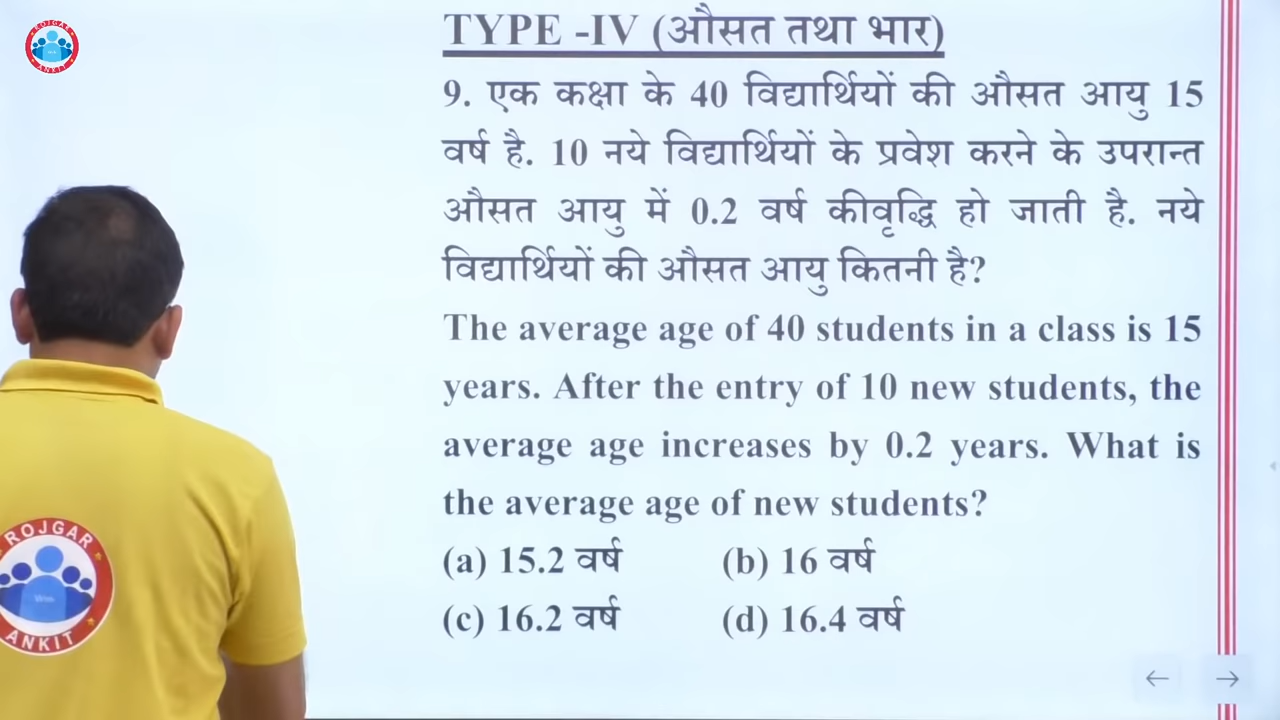 ROJGAR
ANKIT
TYPE -IV (औसत तथा भार)
9. एक कक्षा के 40 विद्यार्थियों की औसत आयु 15
वर्ष है. 10 नये विद्यार्थियों के प्रवेश करने के उपरान्त
औसत आयु में 0.2 वर्ष कीवृद्धि हो जाती है. नये
विद्यार्थियों की औसत आयु कितनी है?
The average age of 40 students in a class is 15
years. After the entry of 10 new students, the
average age increases by 0.2 years. What is
the average age of new students?
(a) 15.2 वर्ष (b) 16 वर्ष
(c) 16.2 वर्ष (d) 16.4 वर्ष
ROJGAR
ANKIT